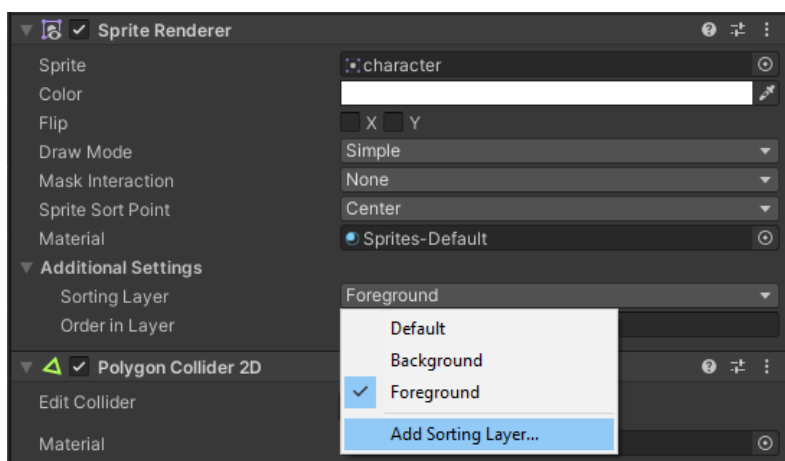 Sprite Renderer
Sprite character
Color
Flip X Y
Draw Mode Simple
Mask Interaction None
Sprite Sort Point Center
Material Sprites-Default
Additional Settings
Sorting Layer Foreground
Order in Layer
Default
Background
Foreground
Add Sorting Layer...
Polygon Collider 2D
Edit Collider
Material